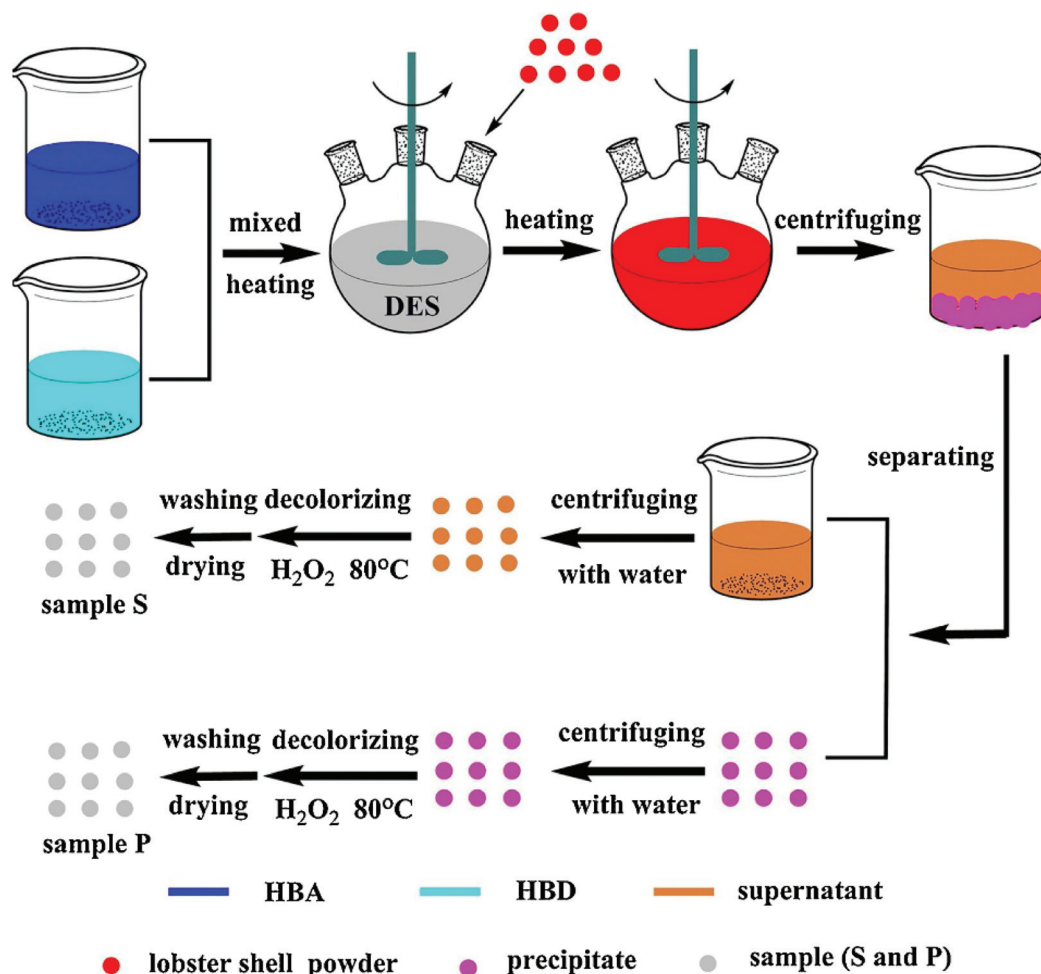 mixed
heating
DES
heating
centrifuging
separating
washing decolorizing
drying H₂O₂ 80°C
centrifuging
with water
sample S
washing decolorizing
drying H₂O₂ 80°C
centrifuging
with water
sample P
HBA HBD supernatant
lobster shell powder precipitate sample (S and P)